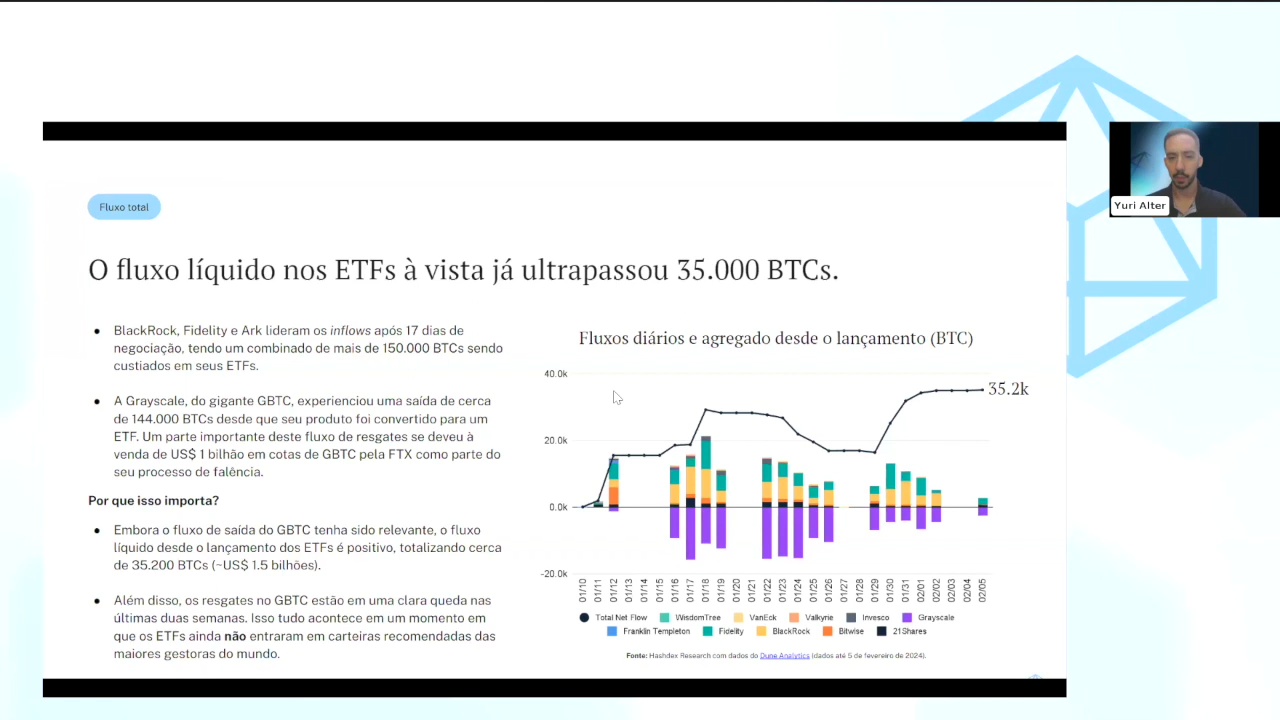 Fluxo total
O fluxo líquido nos ETFs à vista já ultrapassou 35.000 BTCs.
● BlackRock, Fidelity e Ark lideram os inflows após 17 dias de
negociação, tendo um combinado de mais de 150.000 BTCs sendo
custiados em seus ETFs.
● A Grayscale, do gigante GBTC, experienciou uma saída de cerca
de 144.000 BTCs desde que seu produto foi convertido para um
ETF. Um parte importante deste fluxo de resgates se deveu à
venda de US$ 1 bilhão em cotas de GBTC pela FTX como parte do
seu processo de falência.
Por que isso importa?
● Embora o fluxo de saída do GBTC tenha sido relevante, o fluxo
líquido desde o lançamento dos ETFs é positivo, totalizando cerca
de 35.200 BTCs (~US$ 1.5 bilhões).
● Além disso, os resgates no GBTC estão em uma clara queda nas
últimas duas semanas. Isso tudo acontece em um momento em
que os ETFs ainda não entraram em carteiras recomendadas das
maiores gestoras do mundo.
Fluxos diários e agregado desde o lançamento (BTC)
40.0k
35.2k
20.0k
0.0k
-20.0k
01/10 01/11 01/12 01/13 01/14 01/15 01/16 01/17 01/18 01/19 01/20 01/21 01/22 01/23 01/24 01/25 01/26 01/27 01/28 01/29 01/30 01/31 02/01 02/02 02/03 02/04 02/05
Total Net Flow WisdomTree VanEck Valkyrie Invesco Grayscale
Franklin Templeton Fidelity BlackRock Bitwise 21Shares
Fonte: Hashdex Research com dados do Dune Analytics (dados até 5 de fevereiro de 2024).
Yuri Alter